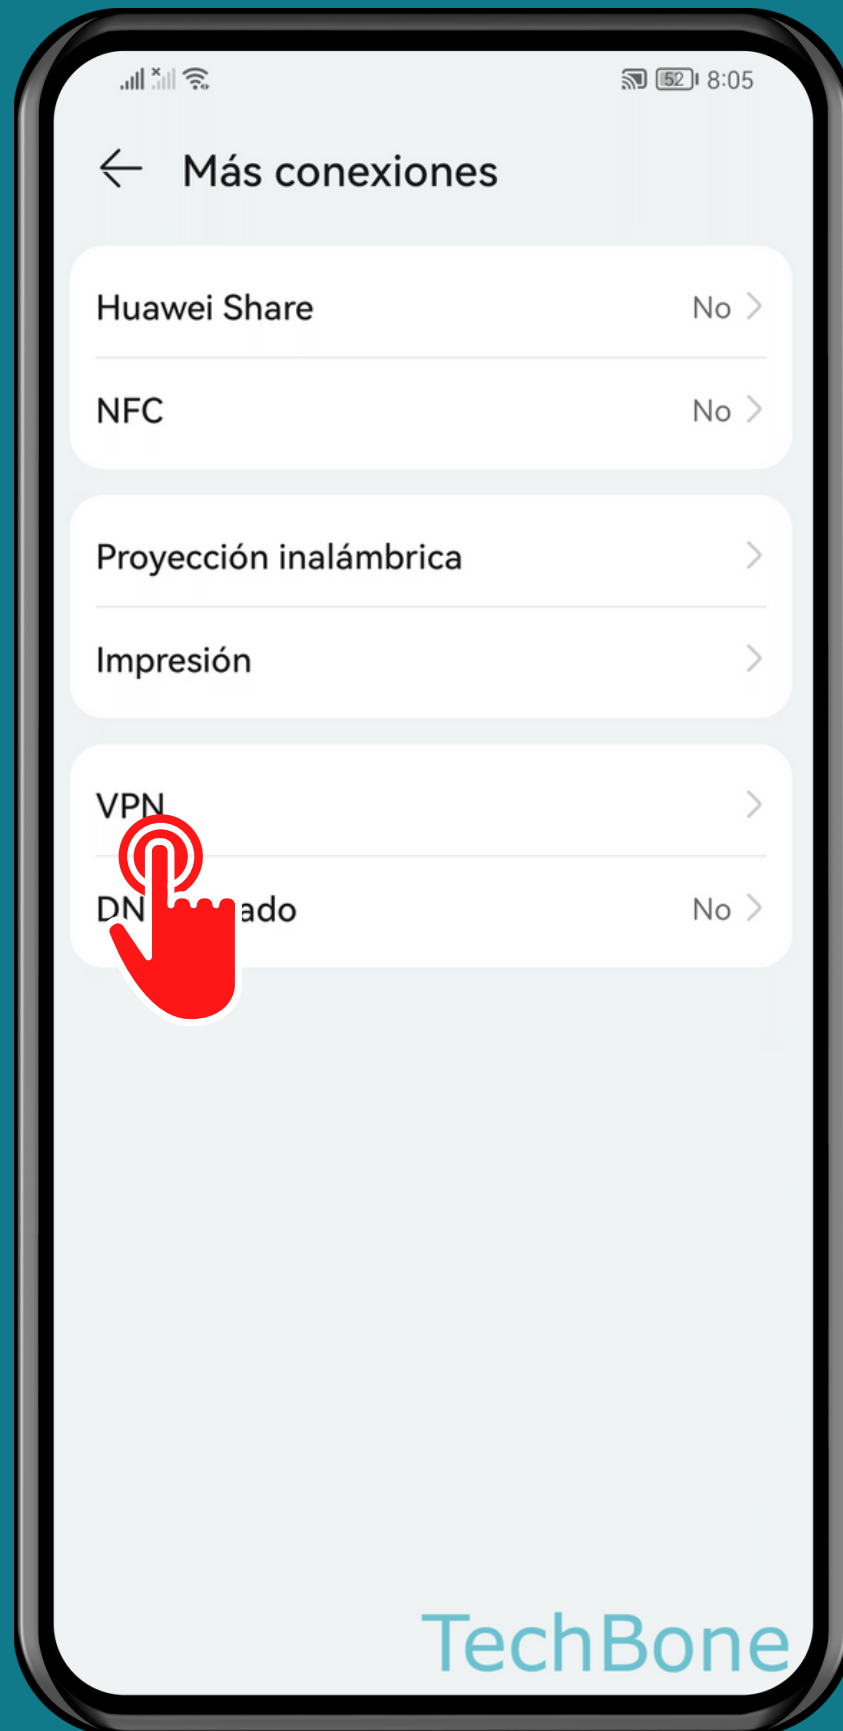 52 8:05
Más conexiones
Huawei Share No
NFC No
Proyección inalámbrica
Impresión
VPN
No
TechBone